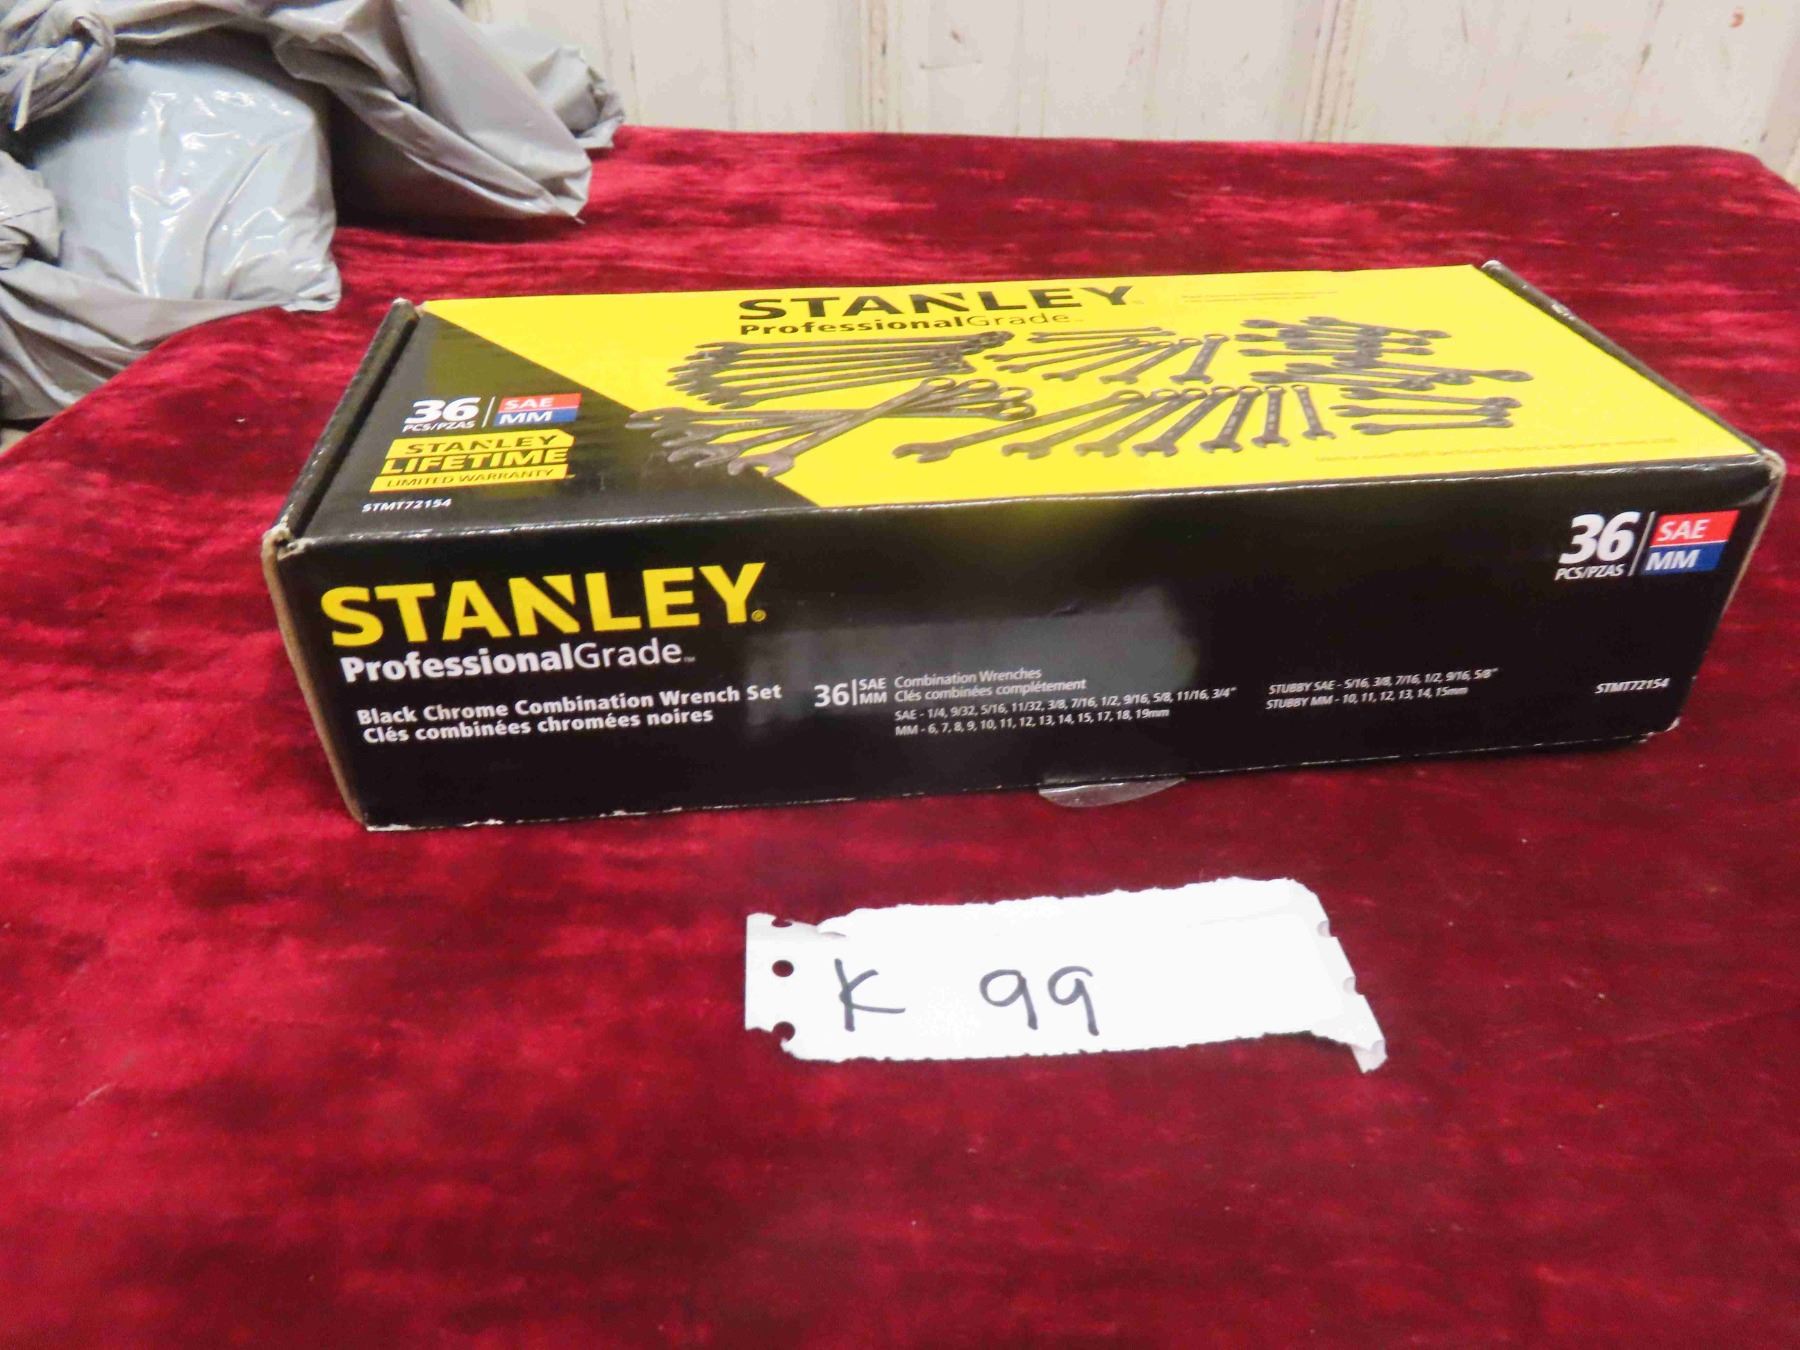 STANLEY
ProfessionalGrade™
36 PCS/PZAS SAE MM
STANLEY
LIFETIME
LIMITED WARRANTY
STMT72154
36 PCS/PZAS SAE MM
STANLEY®
ProfessionalGrade™
Black Chrome Combination Wrench Set
Clés combinées chromées noires
36 SAE MM
Combination Wrenches
Clés combinées complétement
SAE - 1/4, 9/32, 5/16, 11/32, 3/8, 7/16, 1/2, 9/16, 5/8, 11/16, 3/4"
MM - 6, 7, 8, 9, 10, 11, 12, 13, 14, 15, 17, 18, 19mm
STUBBY SAE - 5/16, 3/8, 7/16, 1/2, 9/16, 5/8"
STUBBY MM - 10, 11, 12, 13, 14, 15mm
STMT72154
K 99